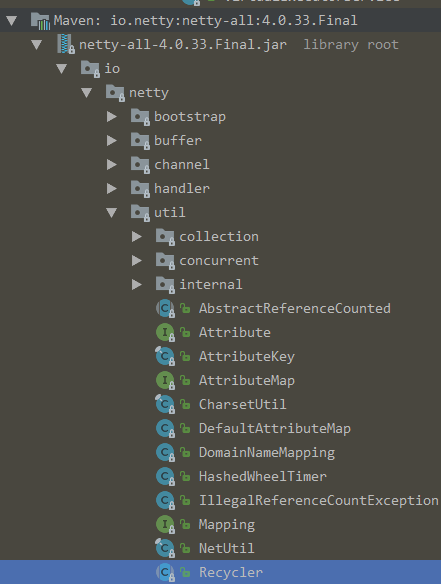 Maven: io.netty:netty-all:4.0.33.Final
netty-all-4.0.33.Final.jar library root
io
netty
bootstrap
buffer
channel
handler
util
collection
concurrent
internal
AbstractReferenceCounted
Attribute
AttributeKey
AttributeMap
CharsetUtil
DefaultAttributeMap
DomainNameMapping
HashedWheelTimer
IllegalReferenceCountException
Mapping
NetUtil
Recycler